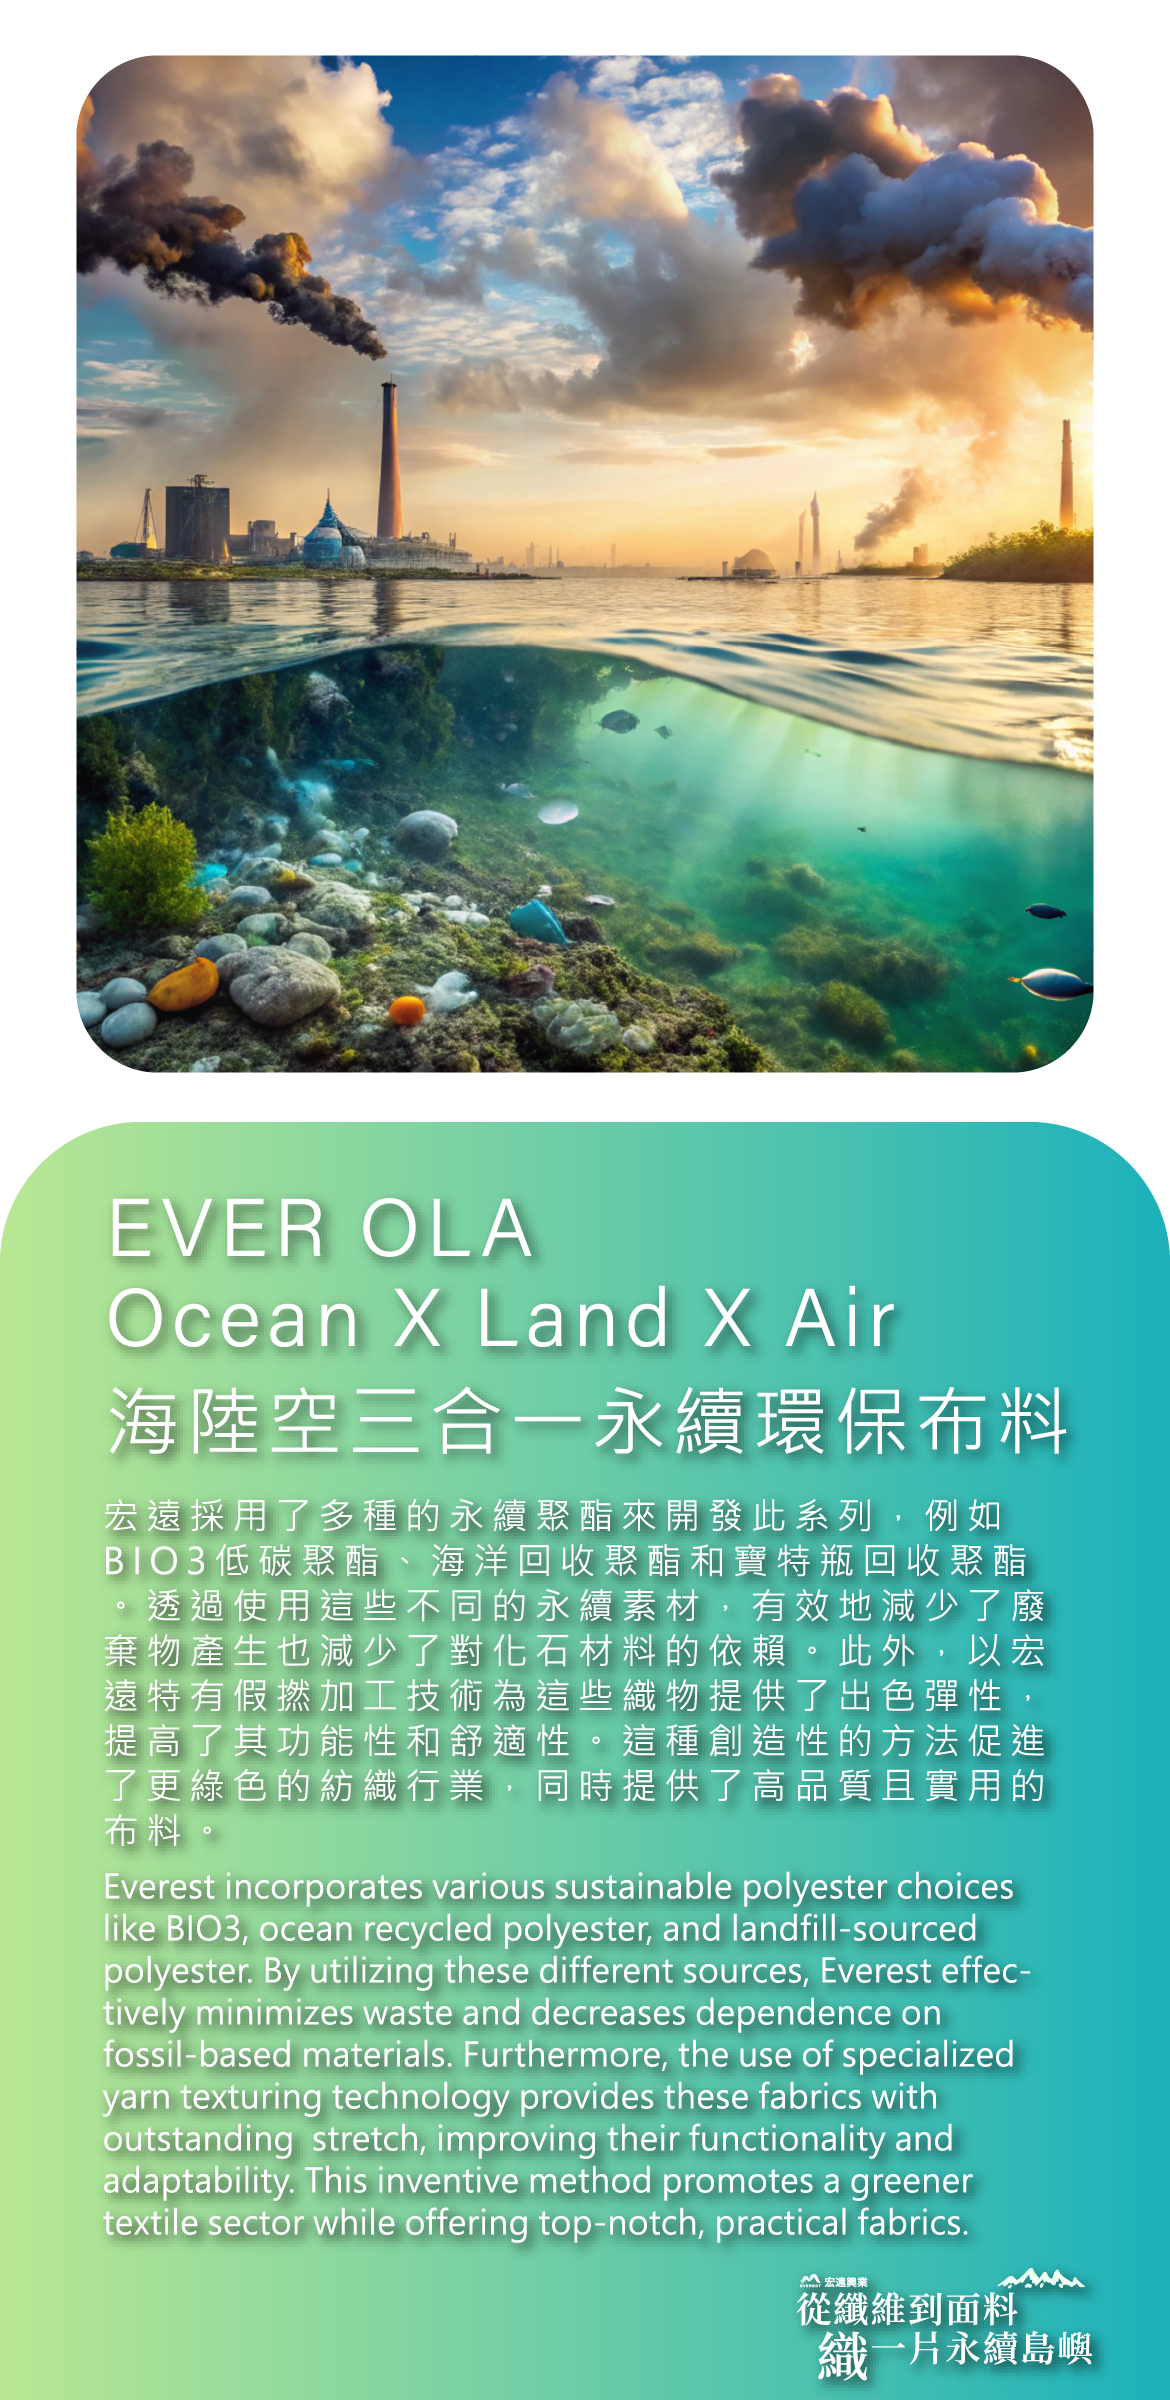 EVER OLA
Ocean X Land X Air
海陸空三合一永續環保布料
宏遠採用了多種的永續聚酯來開發此系列，例如
BIO3低碳聚酯、海洋回收聚酯和寶特瓶回收聚酯
。透過使用這些不同的永續素材，有效地減少了廢
棄物產生也減少了對化石材料的依賴。此外，以宏
遠特有假撚加工技術為這些織物提供了出色彈性，
提高了其功能性和舒適性。這種創造性的方法促進
了更綠色的紡織行業，同時提供了高品質且實用的
布料。
Everest incorporates various sustainable polyester choices
like BIO3, ocean recycled polyester, and landfill-sourced
polyester. By utilizing these different sources, Everest effec-
tively minimizes waste and decreases dependence on
fossil-based materials. Furthermore, the use of specialized
yarn texturing technology provides these fabrics with
outstanding  stretch, improving their functionality and
adaptability. This inventive method promotes a greener
textile sector while offering top-notch, practical fabrics.
EVEREST 宏遠興業
從纖維到面料
織一片永續島嶼